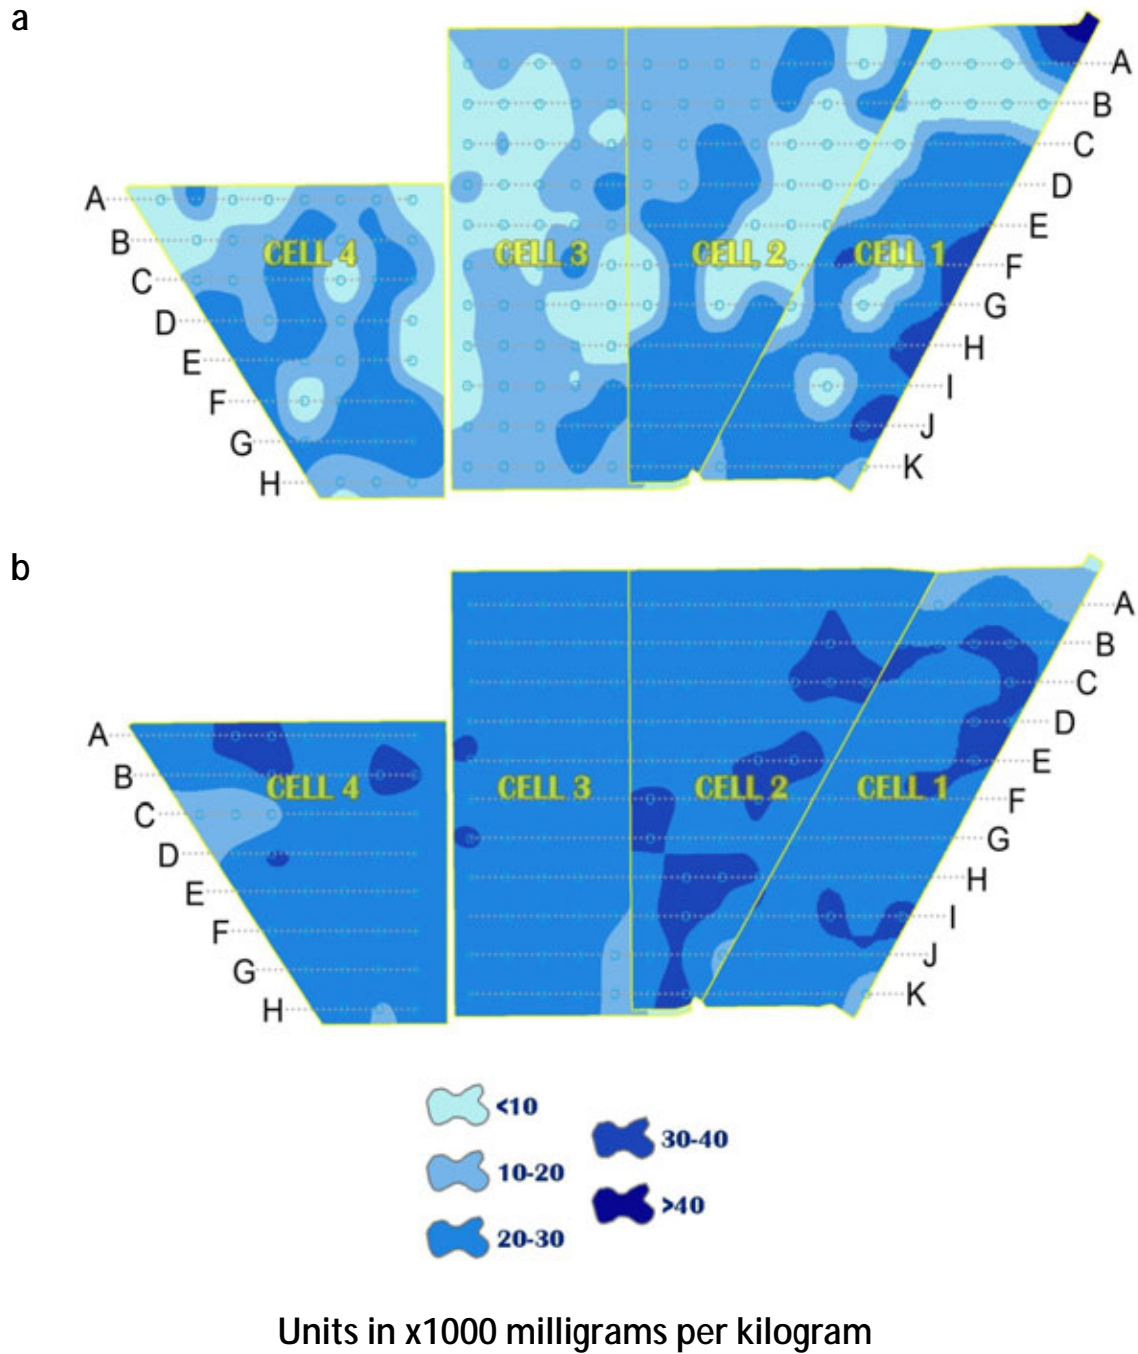 a
A
B
C
D
E
F
G
H
I
J
K
A
B
C
D
E
F
G
H
CELL 4
CELL 3
CELL 2
CELL 1
b
A
B
C
D
E
F
G
H
I
J
K
A
B
C
D
E
F
G
H
CELL 4
CELL 3
CELL 2
CELL 1
<10
10-20
20-30
30-40
>40
Units in x1000 milligrams per kilogram